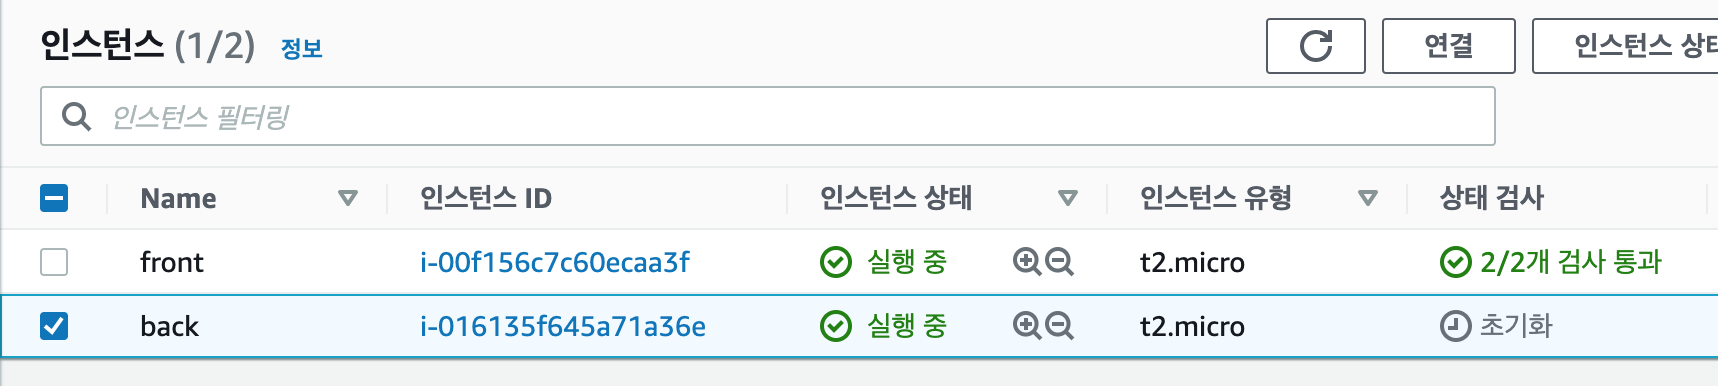 인스턴스 (1/2) 정보
연결
인스턴스 상태
인스턴스 필터링
Name 인스턴스 ID 인스턴스 상태 인스턴스 유형 상태 검사
front i-00f156c7c60ecaa3f 실행 중 t2.micro 2/2개 검사 통과
back i-016135f645a71a36e 실행 중 t2.micro 초기화